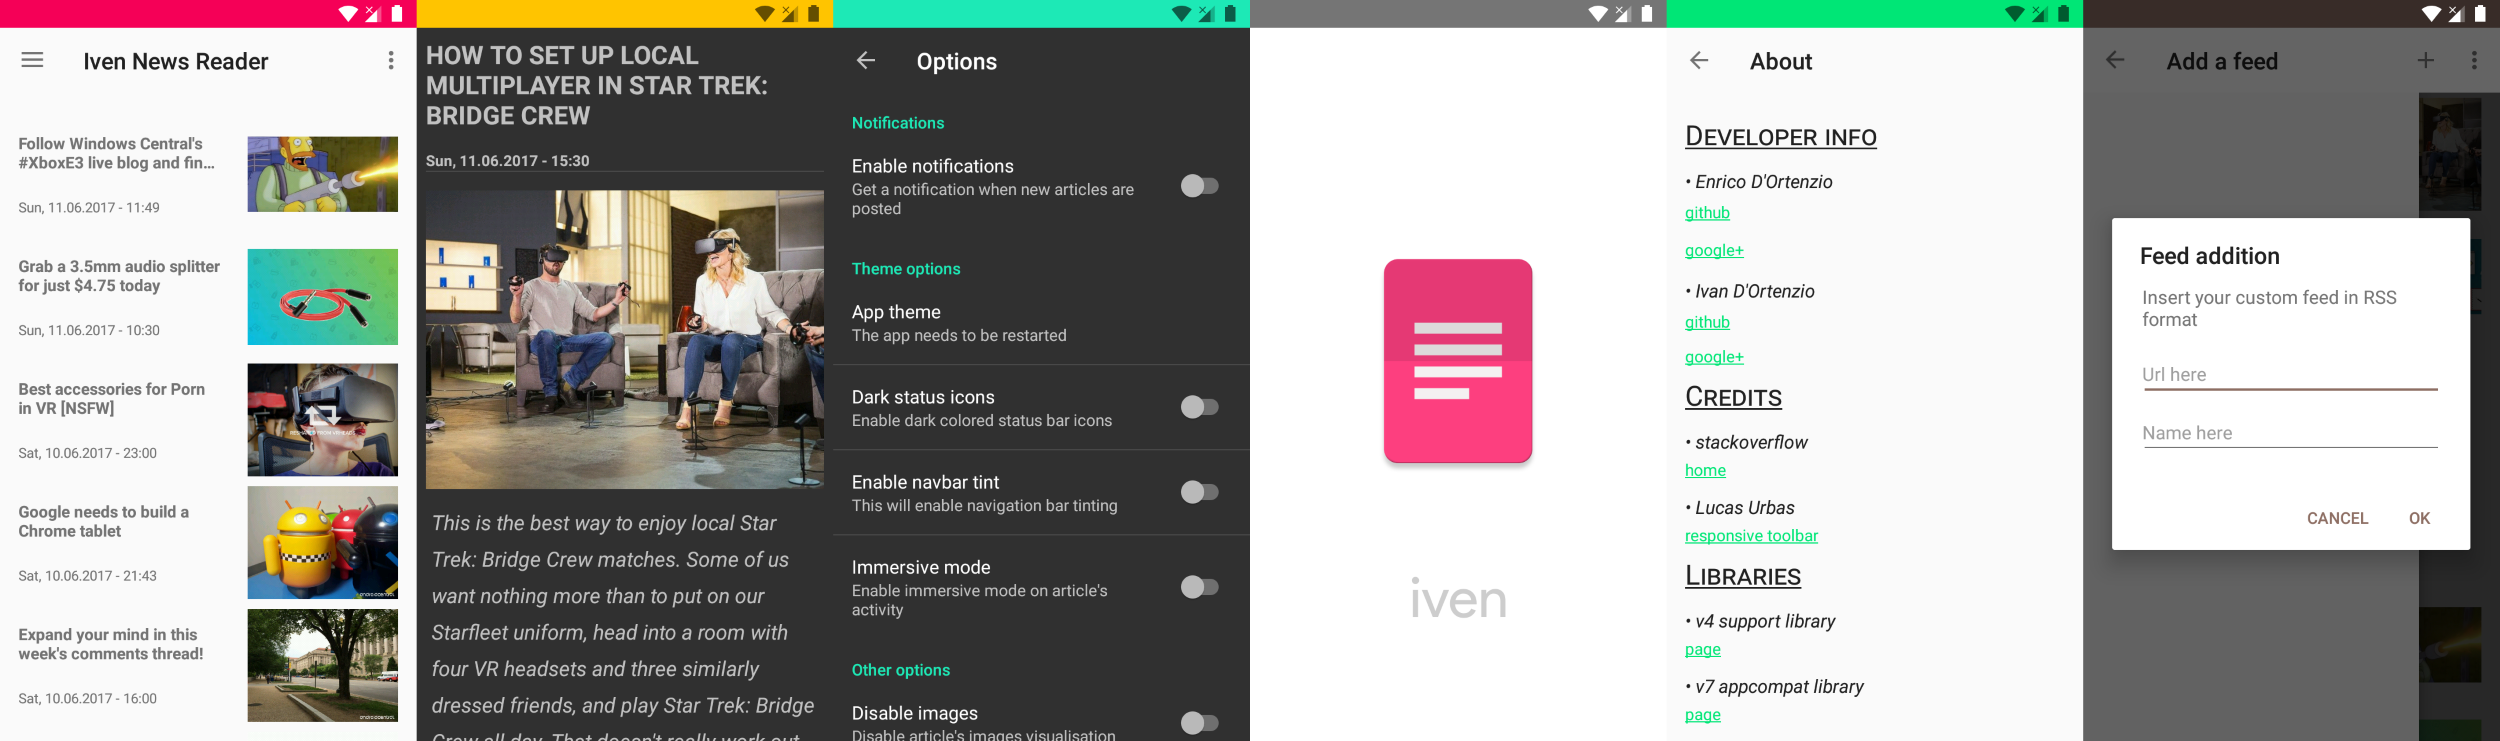 Iven News Reader
Follow Windows Central's
#XboxE3 live blog and fin...
Sun, 11.06.2017 - 11:49
Grab a 3.5mm audio splitter
for just $4.75 today
Sun, 11.06.2017 - 10:30
Best accessories for Porn
in VR [NSFW]
Sat, 10.06.2017 - 23:00
Google needs to build a
Chrome tablet
Sat, 10.06.2017 - 21:43
Expand your mind in this
week's comments thread!
Sat, 10.06.2017 - 16:00
HOW TO SET UP LOCAL
MULTIPLAYER IN STAR TREK:
BRIDGE CREW
Sun, 11.06.2017 - 15:30
This is the best way to enjoy local Star
Trek: Bridge Crew matches. Some of us
want nothing more than to put on our
Starfleet uniform, head into a room with
four VR headsets and three similarly
dressed friends, and play Star Trek: Bridge
Crew all day. That doesn't really work out
Options
Notifications
Enable notifications
Get a notification when new articles are
posted
Theme options
App theme
The app needs to be restarted
Dark status icons
Enable dark colored status bar icons
Enable navbar tint
This will enable navigation bar tinting
Immersive mode
Enable immersive mode on article's
activity
Other options
Disable images
Disable article's images visualisation
iven
About
DEVELOPER INFO
• Enrico D'Ortenzio
github
google+
• Ivan D'Ortenzio
github
google+
CREDITS
• stackoverflow
home
• Lucas Urbas
responsive toolbar
LIBRARIES
• v4 support library
page
• v7 appcompat library
page
Add a feed
Feed addition
Insert your custom feed in RSS
format
Url here
Name here
CANCEL OK